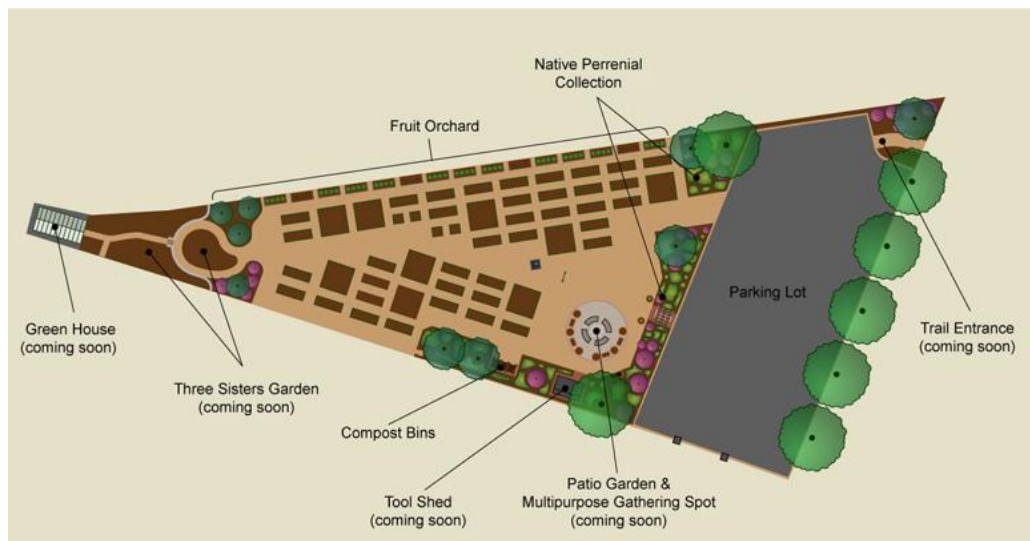 Native Perrenial
Collection
Fruit Orchard
Parking Lot
Green House
(coming soon)
Trail Entrance
(coming soon)
Three Sisters Garden
(coming soon)
Compost Bins
Tool Shed
(coming soon)
Patio Garden &
Multipurpose Gathering Spot
(coming soon)